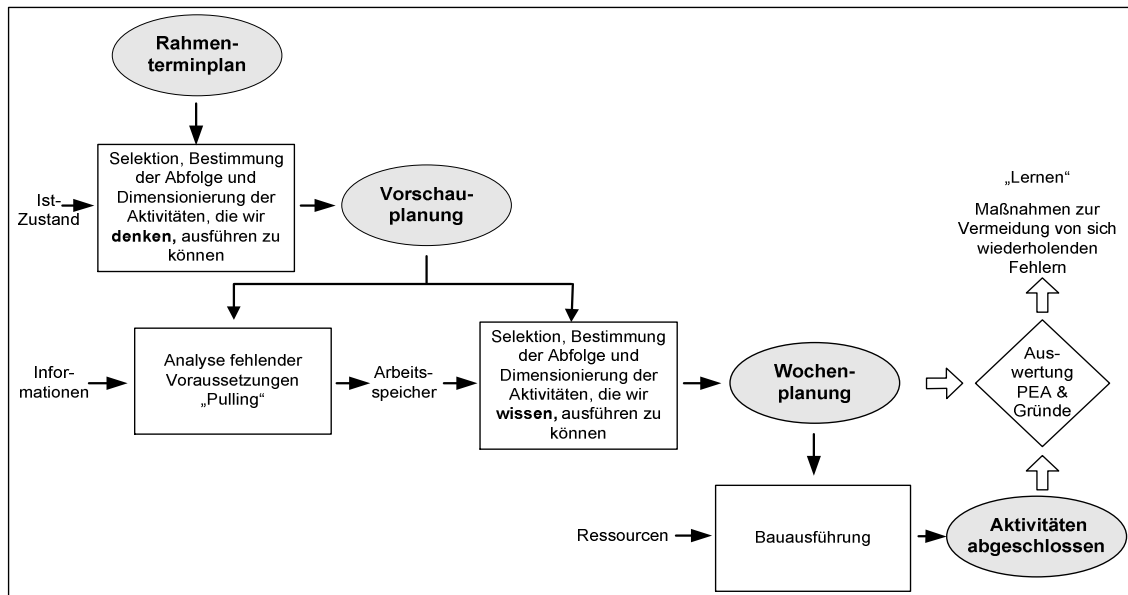 Rahmen-
terminplan
Selektion, Bestimmung
der Abfolge und
Dimensionierung der
Aktivitäten, die wir
denken, ausführen zu
können
Ist-
Zustand
Vorschau-
planung
„Lernen“
Maßnahmen zur
Vermeidung von sich
wiederholenden
Fehlern
Infor-
mationen
Analyse fehlender
Voraussetzungen
„Pulling“
Arbeits-
speicher
Selektion, Bestimmung
der Abfolge und
Dimensionierung der
Aktivitäten, die wir
wissen, ausführen zu
können
Wochen-
planung
Aus-
wertung
PEA &
Gründe
Ressourcen
Bauausführung
Aktivitäten
abgeschlossen